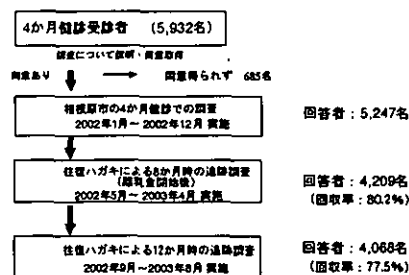 4か月健診受診者 (5,932名)
調査について説明・同意取得
同意あり
同意得られず 685名
相模原市の4か月健診での調査
2002年1月~2002年12月 実施
回答者:5,247名
往復ハガキによる8か月時の追跡調査
(離乳食開始後)
2002年5月~2003年4月 実施
回答者:4,209名
(回収率:80.2%)
往復ハガキによる12か月時の追跡調査
2002年9月~2003年8月 実施
回答者:4,068名
(回収率:77.5%)